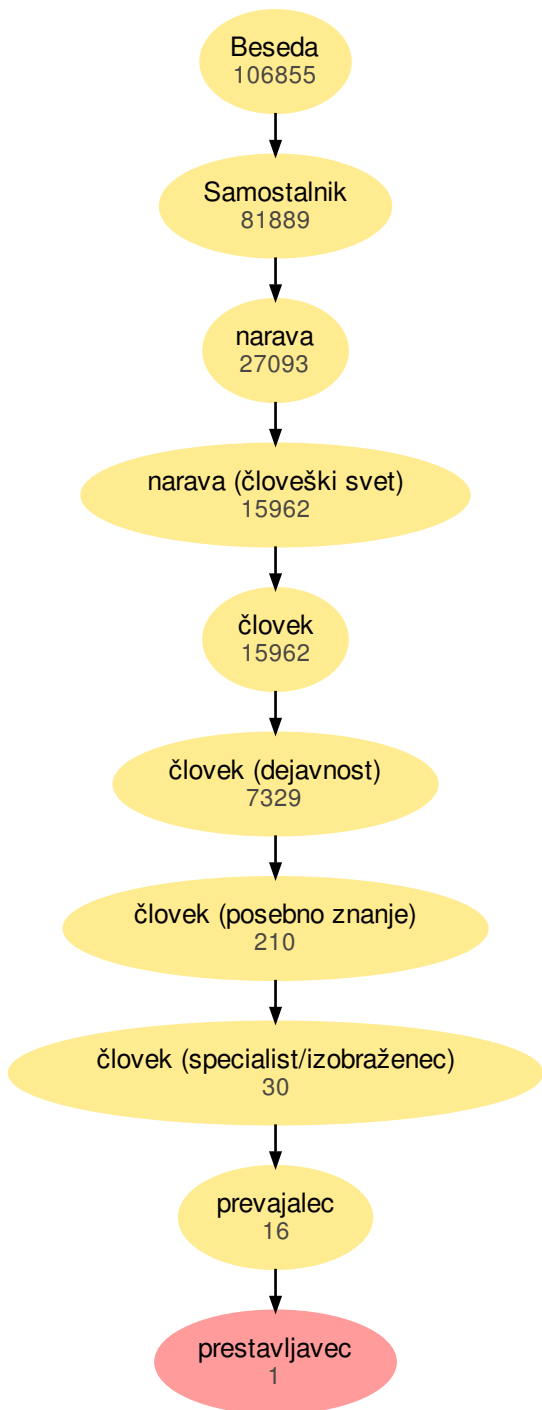 Beseda
106855
Samostalnik
81889
narava
27093
narava (človeški svet)
15962
človek
15962
človek (dejavnost)
7329
človek (posebno znanje)
210
človek (specialist/izobraženec)
30
prevajalec
16
prestavljavec
1